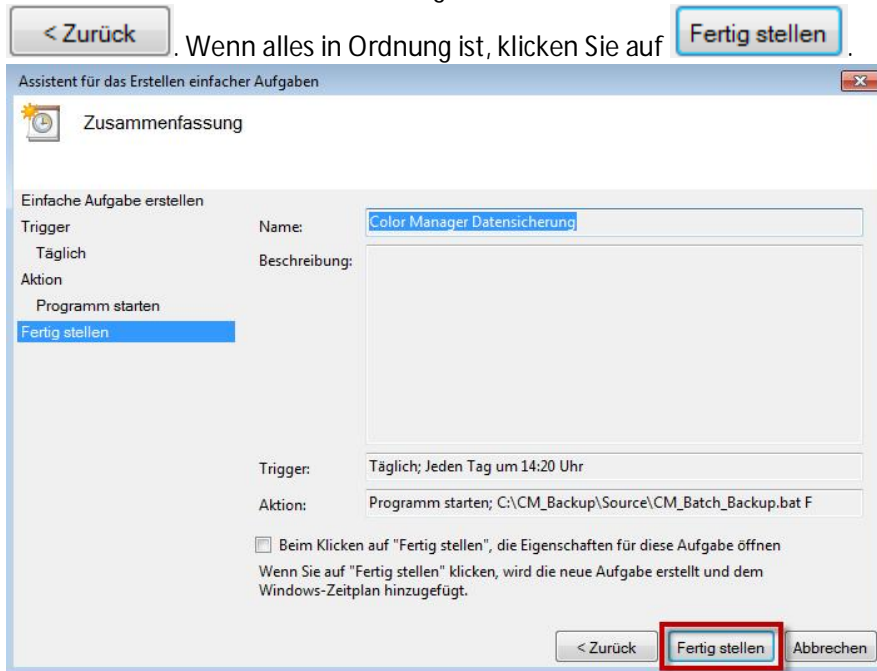 < Zurück . Wenn alles in Ordnung ist, klicken Sie auf Fertig stellen .
Assistent für das Erstellen einfacher Aufgaben
Zusammenfassung
Einfache Aufgabe erstellen
Trigger
Täglich
Aktion
Programm starten
Fertig stellen
Name: Color Manager Datensicherung
Beschreibung:
Trigger: Täglich; Jeden Tag um 14:20 Uhr
Aktion: Programm starten; C:\CM_Backup\Source\CM_Batch_Backup.bat F
Beim Klicken auf "Fertig stellen", die Eigenschaften für diese Aufgabe öffnen
Wenn Sie auf "Fertig stellen" klicken, wird die neue Aufgabe erstellt und dem
Windows-Zeitplan hinzugefügt.
< Zurück Fertig stellen Abbrechen